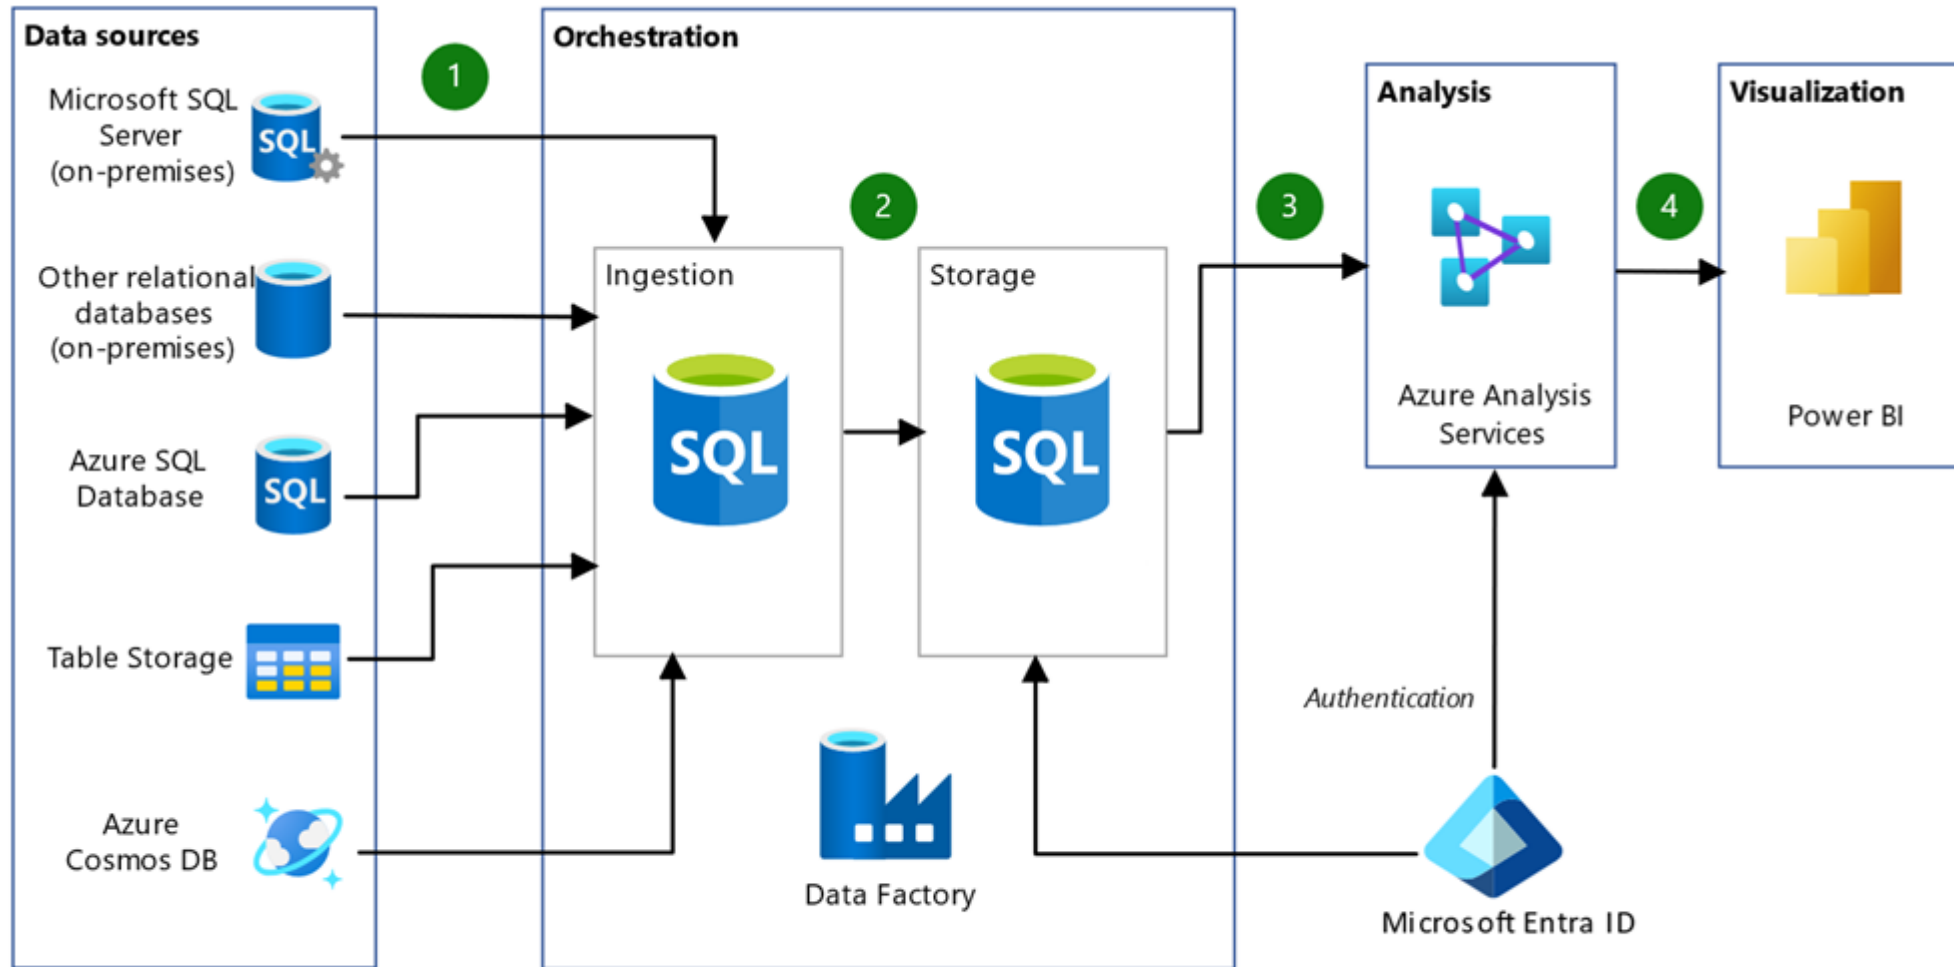 Data sources
Microsoft SQL
Server
(on-premises)
SQL
Other relational
databases
(on-premises)
Azure SQL
Database
SQL
Table Storage
Azure
Cosmos DB
1
Orchestration
Ingestion
SQL
2
Storage
SQL
Data Factory
3
Analysis
Azure Analysis
Services
4
Visualization
Power BI
Authentication
Microsoft Entra ID